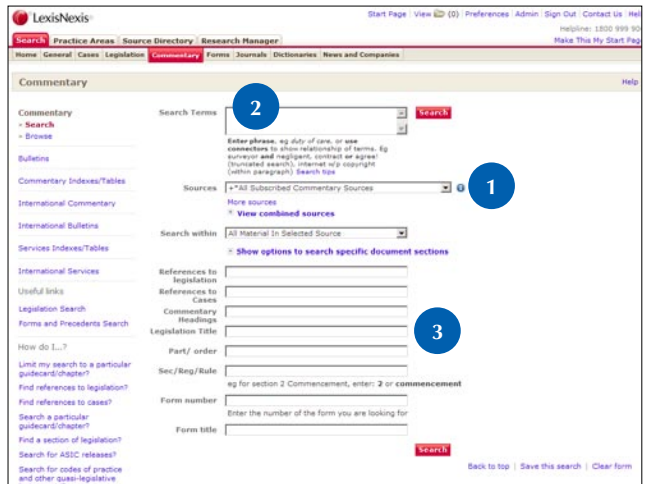 LexisNexis®
Start Page | View (0) | Preferences | Admin | Sign Out | Contact Us | Hel
Helpline: 1800 999 90
Search Practice Areas Source Directory Research Manager
Make This My Start Pag
Home General Cases Legislation Commentary Forms Journals Dictionaries News and Companies
Commentary
Help
Commentary
- Search
- Browse
Bulletins
Commentary Indexes/Tables
International Commentary
International Bulletins
Services Indexes/Tables
International Services
Useful links
Legislation Search
Forms and Precedents Search
How do I...?
Limit my search to a particular
guidecard/chapter?
Find references to legislation?
Find references to cases?
Search a particular
guidecard/chapter?
Find a section of legislation?
Search for ASIC releases?
Search for codes of practice
and other quasi-legislative
Search Terms
2
Search
Enter phrase, eg duty of care, or use
connectors to show relationship of terms. Eg
surveyor and negligent, contract or agree!
(truncated search), internet w/p copyright
(within paragraph) Search tips
Sources
+*All Subscribed Commentary Sources
1
More sources
View combined sources
Search within
All Material In Selected Source
Show options to search specific document sections
References to
legislation
References to
Cases
Commentary
Headings
Legislation Title
3
Part/ order
Sec/Reg/Rule
eg for section 2 Commencement, enter: 2 or commencement
Form number
Enter the number of the form you are looking for
Form title
Search
Back to top | Save this search | Clear form